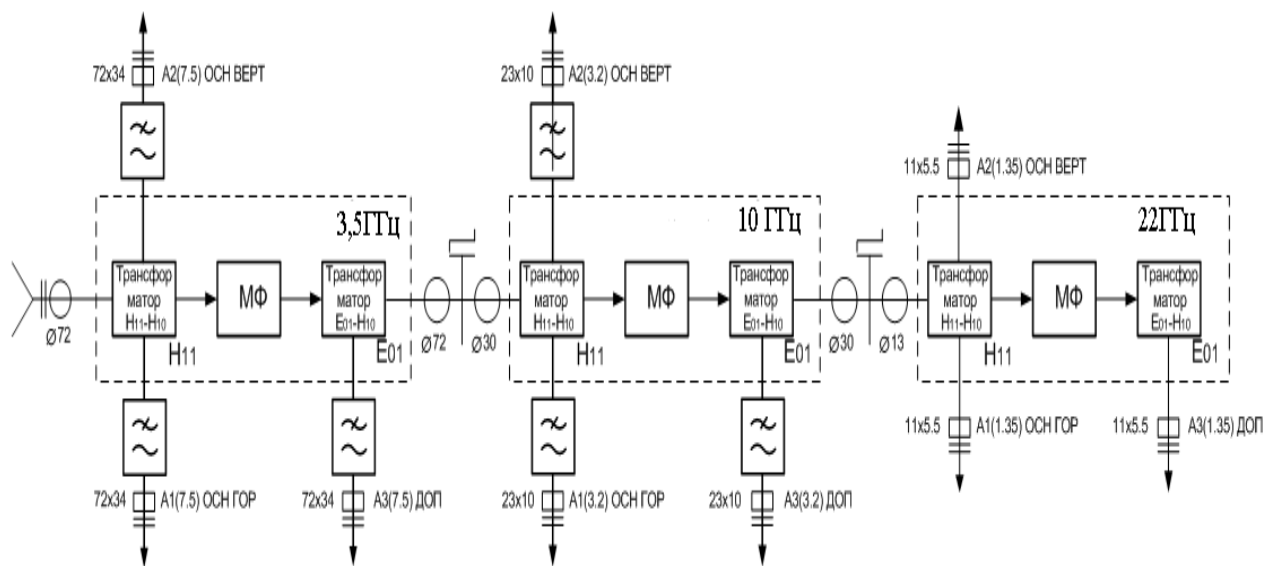 72x34 A2(7.5) ОСН ВЕРТ
23x10 A2(3.2) ОСН ВЕРТ
11x5.5 A2(1.35) ОСН ВЕРТ
3,5ГГц
10 ГГц
22ГГц
Ø72
Трансфор
матор
H11-H10
H11
МФ
Трансфор
матор
E01-H10
E01
Ø72
Ø30
Трансфор
матор
H11-H10
H11
МФ
Трансфор
матор
E01-H10
E01
Ø30
Ø13
Трансфор
матор
H11-H10
H11
МФ
Трансфор
матор
E01-H10
E01
72x34 A1(7.5) ОСН ГОР
72x34 A3(7.5) ДОП
23x10 A1(3.2) ОСН ГОР
23x10 A3(3.2) ДОП
11x5.5 A1(1.35) ОСН ГОР
11x5.5 A3(1.35) ДОП